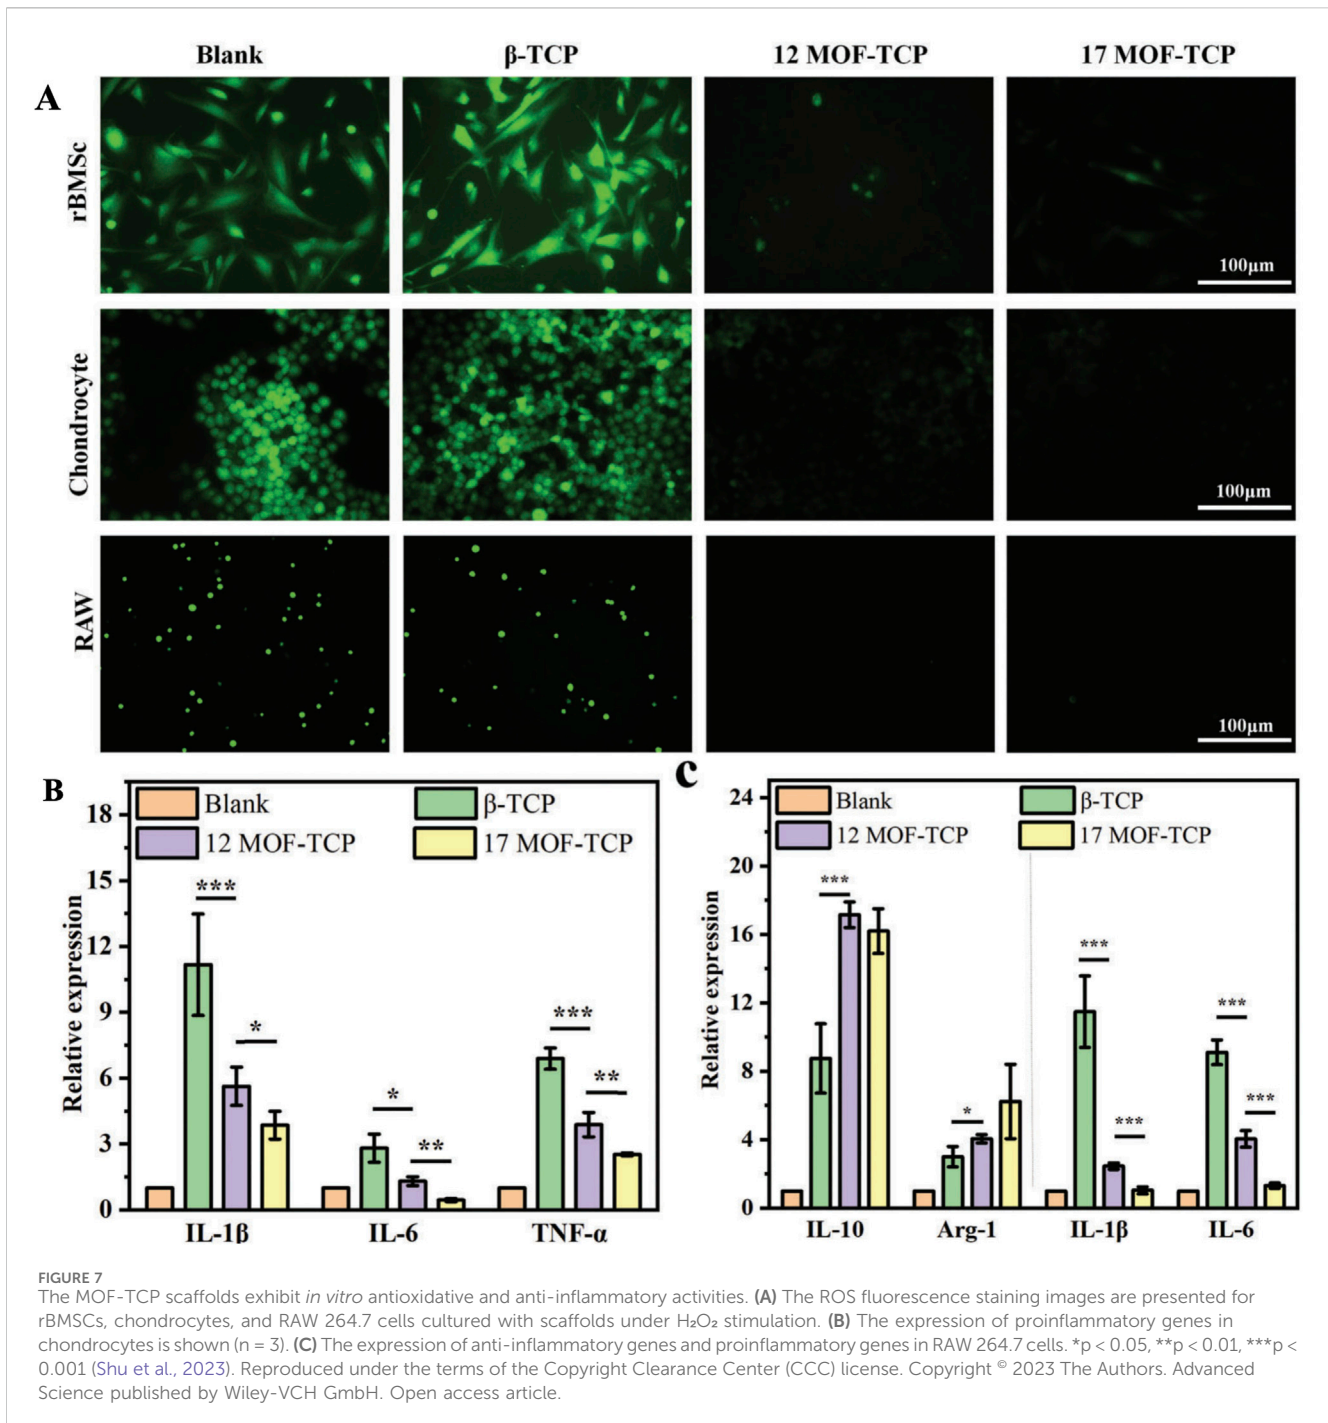 Blank β-TCP 12 MOF-TCP 17 MOF-TCP
A
rBMSc
100μm
Chondrocyte
100μm
RAW
100μm
B
Blank β-TCP
12 MOF-TCP 17 MOF-TCP
Relative expression
18
15
12
9
6
3
0
***
*
*
**
***
**
IL-1β IL-6 TNF-α
C
Blank β-TCP
12 MOF-TCP 17 MOF-TCP
Relative expression
24
20
16
12
8
4
0
***
*
***
***
***
***
IL-10 Arg-1 IL-1β IL-6
FIGURE 7
The MOF-TCP scaffolds exhibit in vitro antioxidative and anti-inflammatory activities. (A) The ROS fluorescence staining images are presented for
rBMSCs, chondrocytes, and RAW 264.7 cells cultured with scaffolds under H₂O₂ stimulation. (B) The expression of proinflammatory genes in
chondrocytes is shown (n = 3). (C) The expression of anti-inflammatory genes and proinflammatory genes in RAW 264.7 cells. *p < 0.05, **p < 0.01, ***p <
0.001 (Shu et al., 2023). Reproduced under the terms of the Copyright Clearance Center (CCC) license. Copyright © 2023 The Authors. Advanced
Science published by Wiley-VCH GmbH. Open access article.